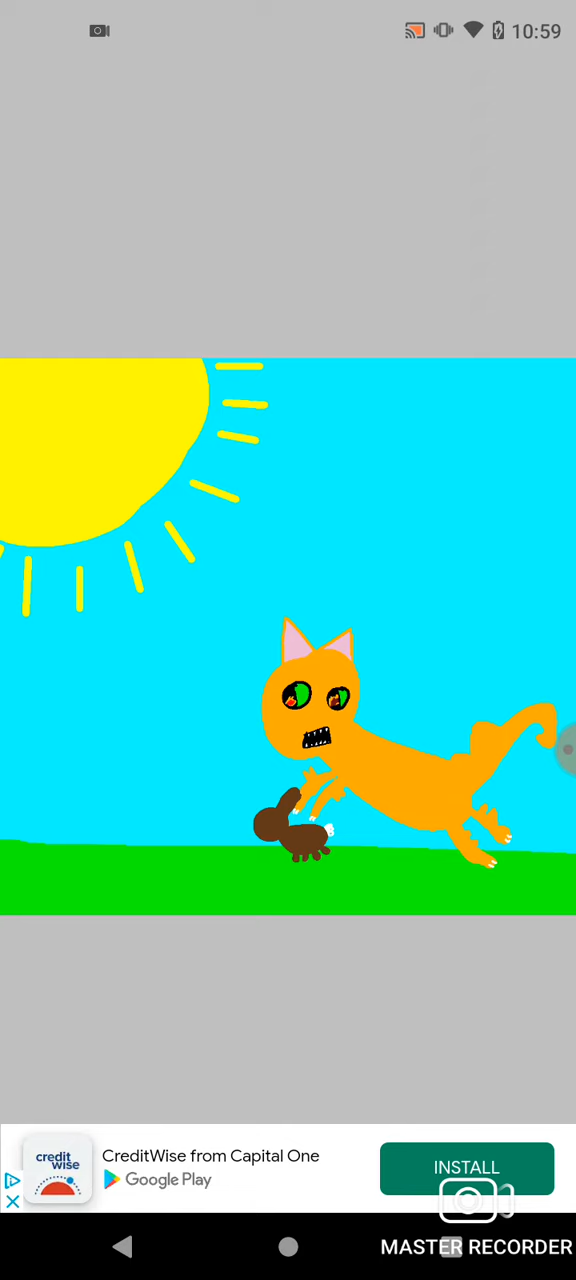 10:59
credit
wise
CreditWise from Capital One
Google Play
INSTALL
MASTER RECORDER